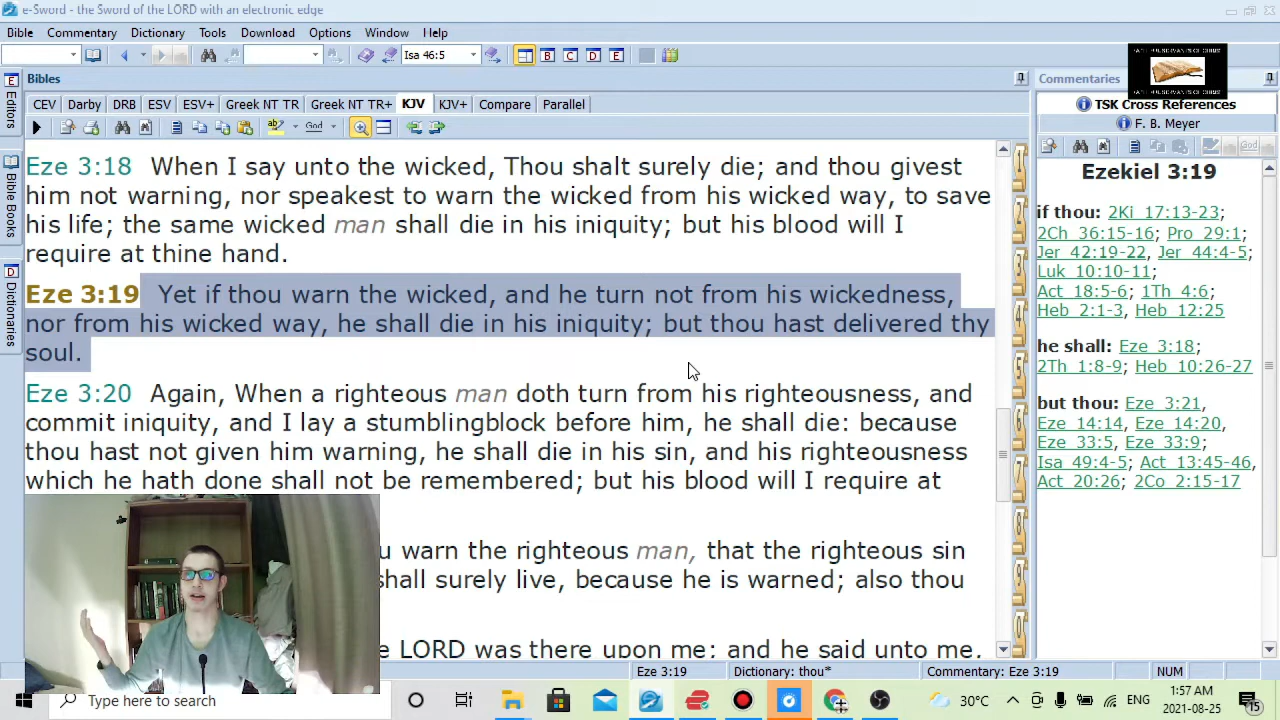 e-Sword - the Sword of the LORD with an electronic edge
Bible Commentary Dictionary Tools Download Options Window Help
Isa 46:5
B C D E
Bibles
Commentaries
CEV Darby DRB ESV ESV+ Greek NT TR Greek NT TR+ KJV KJV+ Compare Parallel
TSK Cross References
F. B. Meyer
God
God
Editors
Bible Books
Dictionaries
Eze 3:18 When I say unto the wicked, Thou shalt surely die; and thou givest
him not warning, nor speakest to warn the wicked from his wicked way, to save
his life; the same wicked man shall die in his iniquity; but his blood will I
require at thine hand.
Eze 3:19 Yet if thou warn the wicked, and he turn not from his wickedness,
nor from his wicked way, he shall die in his iniquity; but thou hast delivered thy
soul.
Eze 3:20 Again, When a righteous man doth turn from his righteousness, and
commit iniquity, and I lay a stumblingblock before him, he shall die: because
thou hast not given him warning, he shall die in his sin, and his righteousness
which he hath done shall not be remembered; but his blood will I require at
u warn the righteous man, that the righteous sin
shall surely live, because he is warned; also thou
e LORD was there upon me: and he said unto me,
Ezekiel 3:19
if thou: 2Ki 17:13-23;
2Ch 36:15-16; Pro 29:1;
Jer 42:19-22, Jer 44:4-5;
Luk 10:10-11;
Act 18:5-6; 1Th 4:6;
Heb 2:1-3, Heb 12:25
he shall: Eze 3:18;
2Th 1:8-9; Heb 10:26-27
but thou: Eze 3:21,
Eze 14:14, Eze 14:20,
Eze 33:5, Eze 33:9;
Isa 49:4-5; Act 13:45-46,
Act 20:26; 2Co 2:15-17
Eze 3:19 Dictionary: thou* Commentary: Eze 3:19 NUM
Type here to search
30°C
ENG
1:57 AM
2021-08-25
15